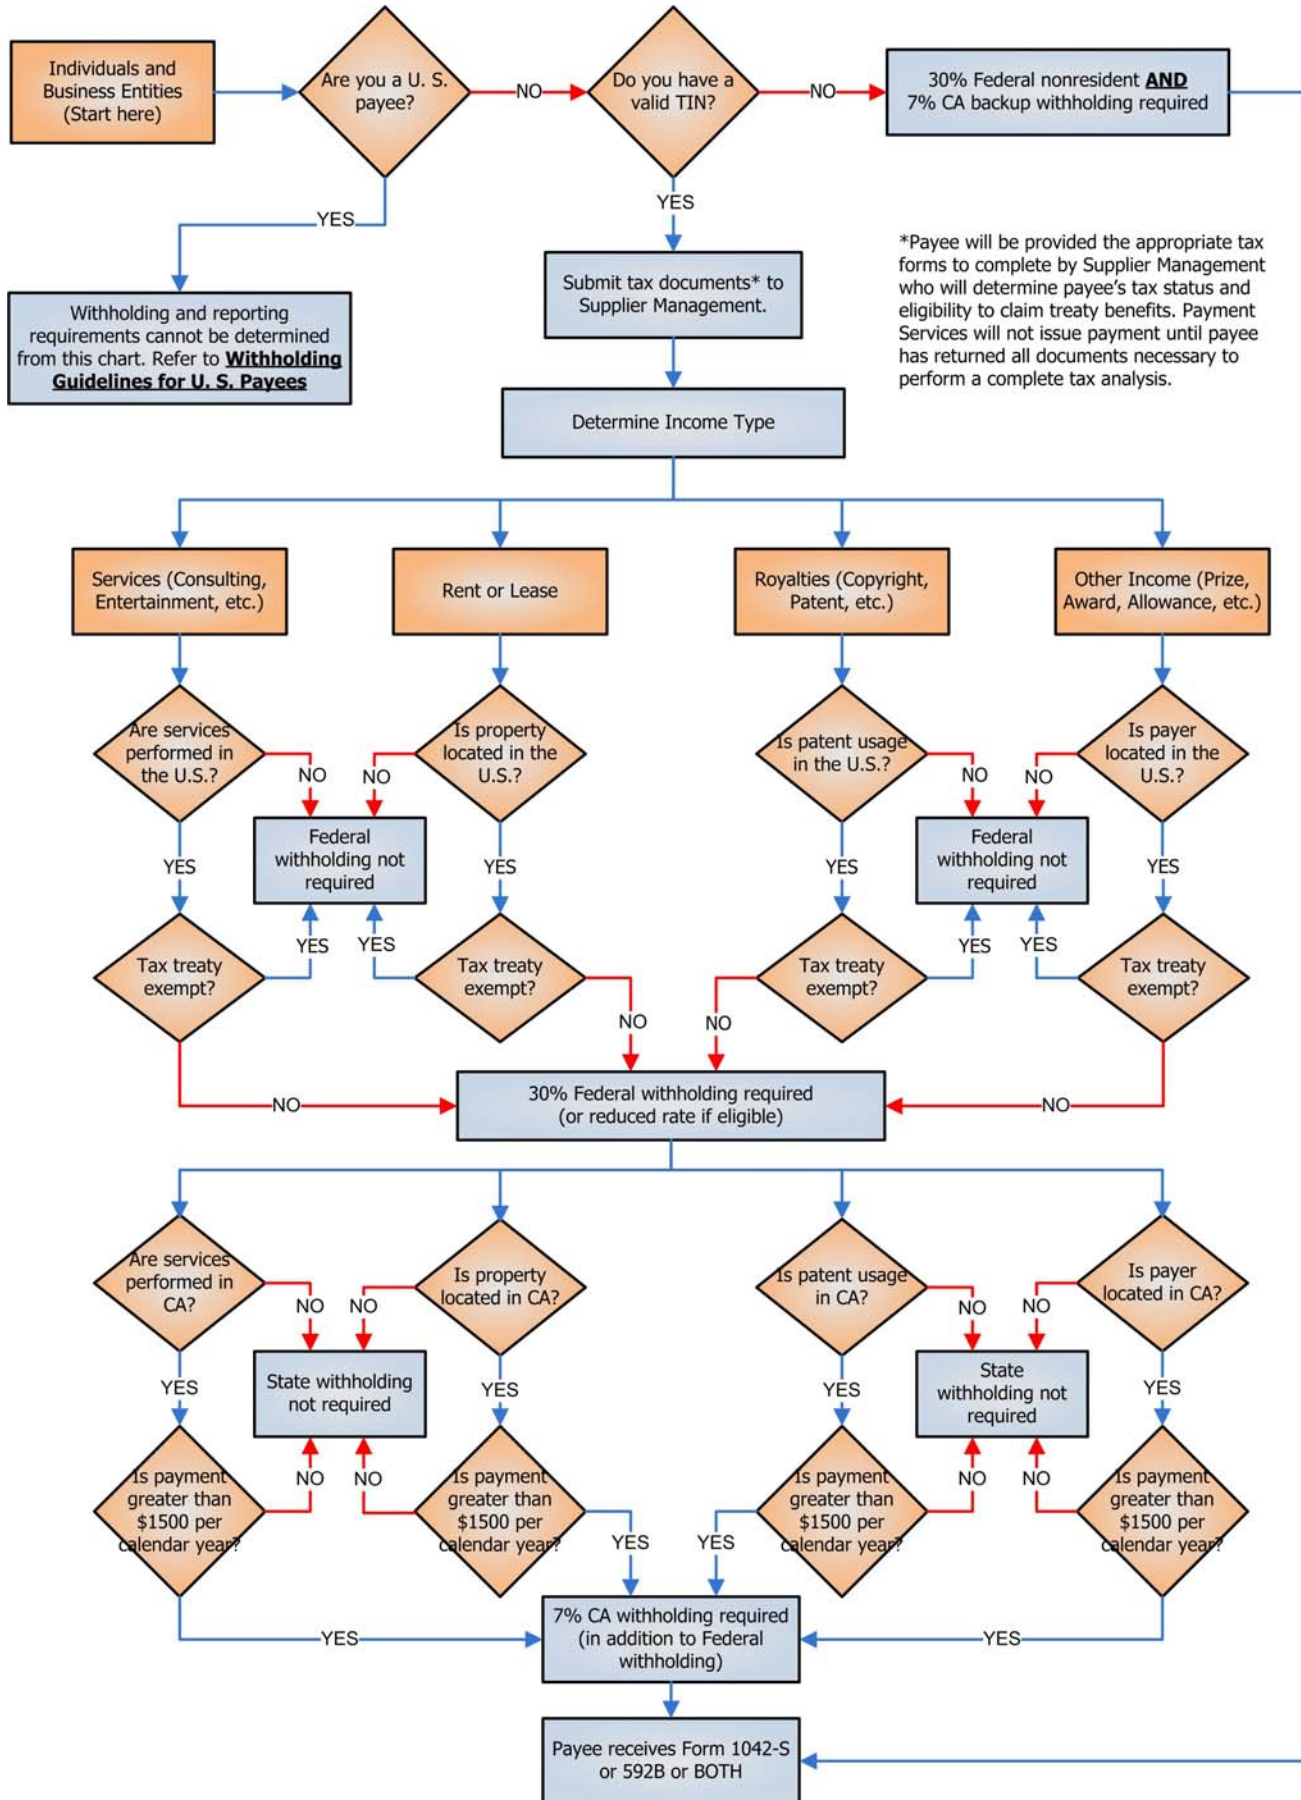 Individuals and
Business Entities
(Start here)
Are you a U. S.
payee?
NO
Do you have a
valid TIN?
NO
30% Federal nonresident AND
7% CA backup withholding required
YES
YES
Withholding and reporting
requirements cannot be determined
from this chart. Refer to Withholding
Guidelines for U. S. Payees
Submit tax documents* to
Supplier Management.
*Payee will be provided the appropriate tax
forms to complete by Supplier Management
who will determine payee's tax status and
eligibility to claim treaty benefits. Payment
Services will not issue payment until payee
has returned all documents necessary to
perform a complete tax analysis.
Determine Income Type
Services (Consulting,
Entertainment, etc.)
Rent or Lease
Royalties (Copyright,
Patent, etc.)
Other Income (Prize,
Award, Allowance, etc.)
Are services
performed in
the U.S.?
Is property
located in the
U.S.?
Is patent usage
in the U.S.?
Is payer
located in the
U.S.?
NO
NO
NO
NO
Federal
withholding not
required
Federal
withholding not
required
YES
YES
YES
YES
Tax treaty
exempt?
YES
YES
Tax treaty
exempt?
Tax treaty
exempt?
YES
YES
Tax treaty
exempt?
NO
NO
30% Federal withholding required
(or reduced rate if eligible)
NO
NO
Are services
performed in
CA?
Is property
located in CA?
Is patent usage
in CA?
Is payer
located in CA?
NO
NO
NO
NO
State withholding
not required
State
withholding not
required
YES
YES
YES
YES
Is payment
greater than
$1500 per
calendar year?
NO
NO
Is payment
greater than
$1500 per
calendar year?
Is payment
greater than
$1500 per
calendar year?
NO
NO
Is payment
greater than
$1500 per
calendar year?
YES
YES
7% CA withholding required
(in addition to Federal
withholding)
YES
YES
Payee receives Form 1042-S
or 592B or BOTH